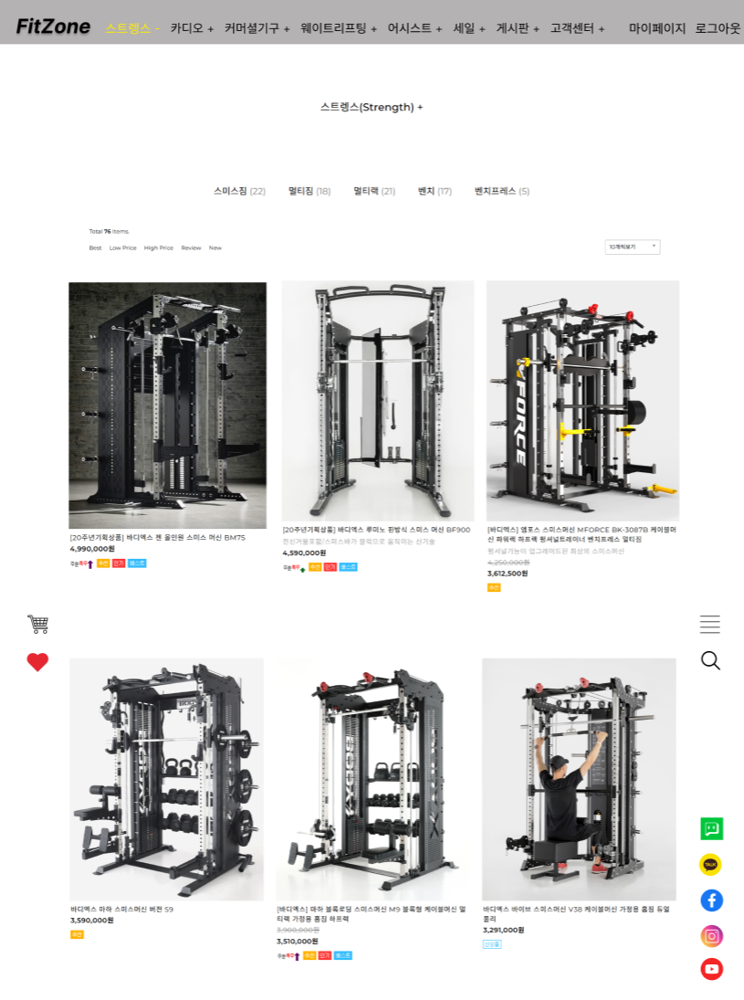 FitZone 스트렝스 - 카디오 + 커머셜기구 + 웨이트리프팅 + 어시스트 + 세일 + 게시판 + 고객센터 + 마이페이지 로그아웃
스트렝스(Strength) +
스미스짐 (22) 멀티짐 (18) 멀티랙 (21) 벤치 (17) 벤치프레스 (5)
Total 76 items.
Best Low Price High Price Review New
10개씩보기
FORCE
[20주년기획상품] 바디엑스 젠 올인원 스미스 머신 BM75
4,990,000원
주문폭주 추천 인기 베스트
[20주년기획상품] 바디엑스 루미노 핀방식 스미스 머신 BF900
전신거울포함/스미스바가 블럭으로 움직이는 신기술
4,590,000원
주문폭주 추천 인기 베스트
[바디엑스] 엠포스 스미스머신 MFORCE BK-3087B 케이블머
신 파워랙 하프랙 펑셔널트레이너 벤치프레스 멀티짐
펑셔널기능이 업그레이드된 최상의 스미스머신
4,250,000원
3,612,500원
추천
바디엑스 마하 스미스머신 버전 S9
3,590,000원
추천
[바디엑스] 마하 블록로딩 스미스머신 M9 블록형 케이블머신 멀
티랙 가정용 홈짐 하프랙
3,900,000원
3,510,000원
주문폭주 추천 인기 베스트
바디엑스 바이브 스미스머신 V38 케이블머신 가정용 홈짐 듀얼
풀리
3,291,000원
신상품
TALK